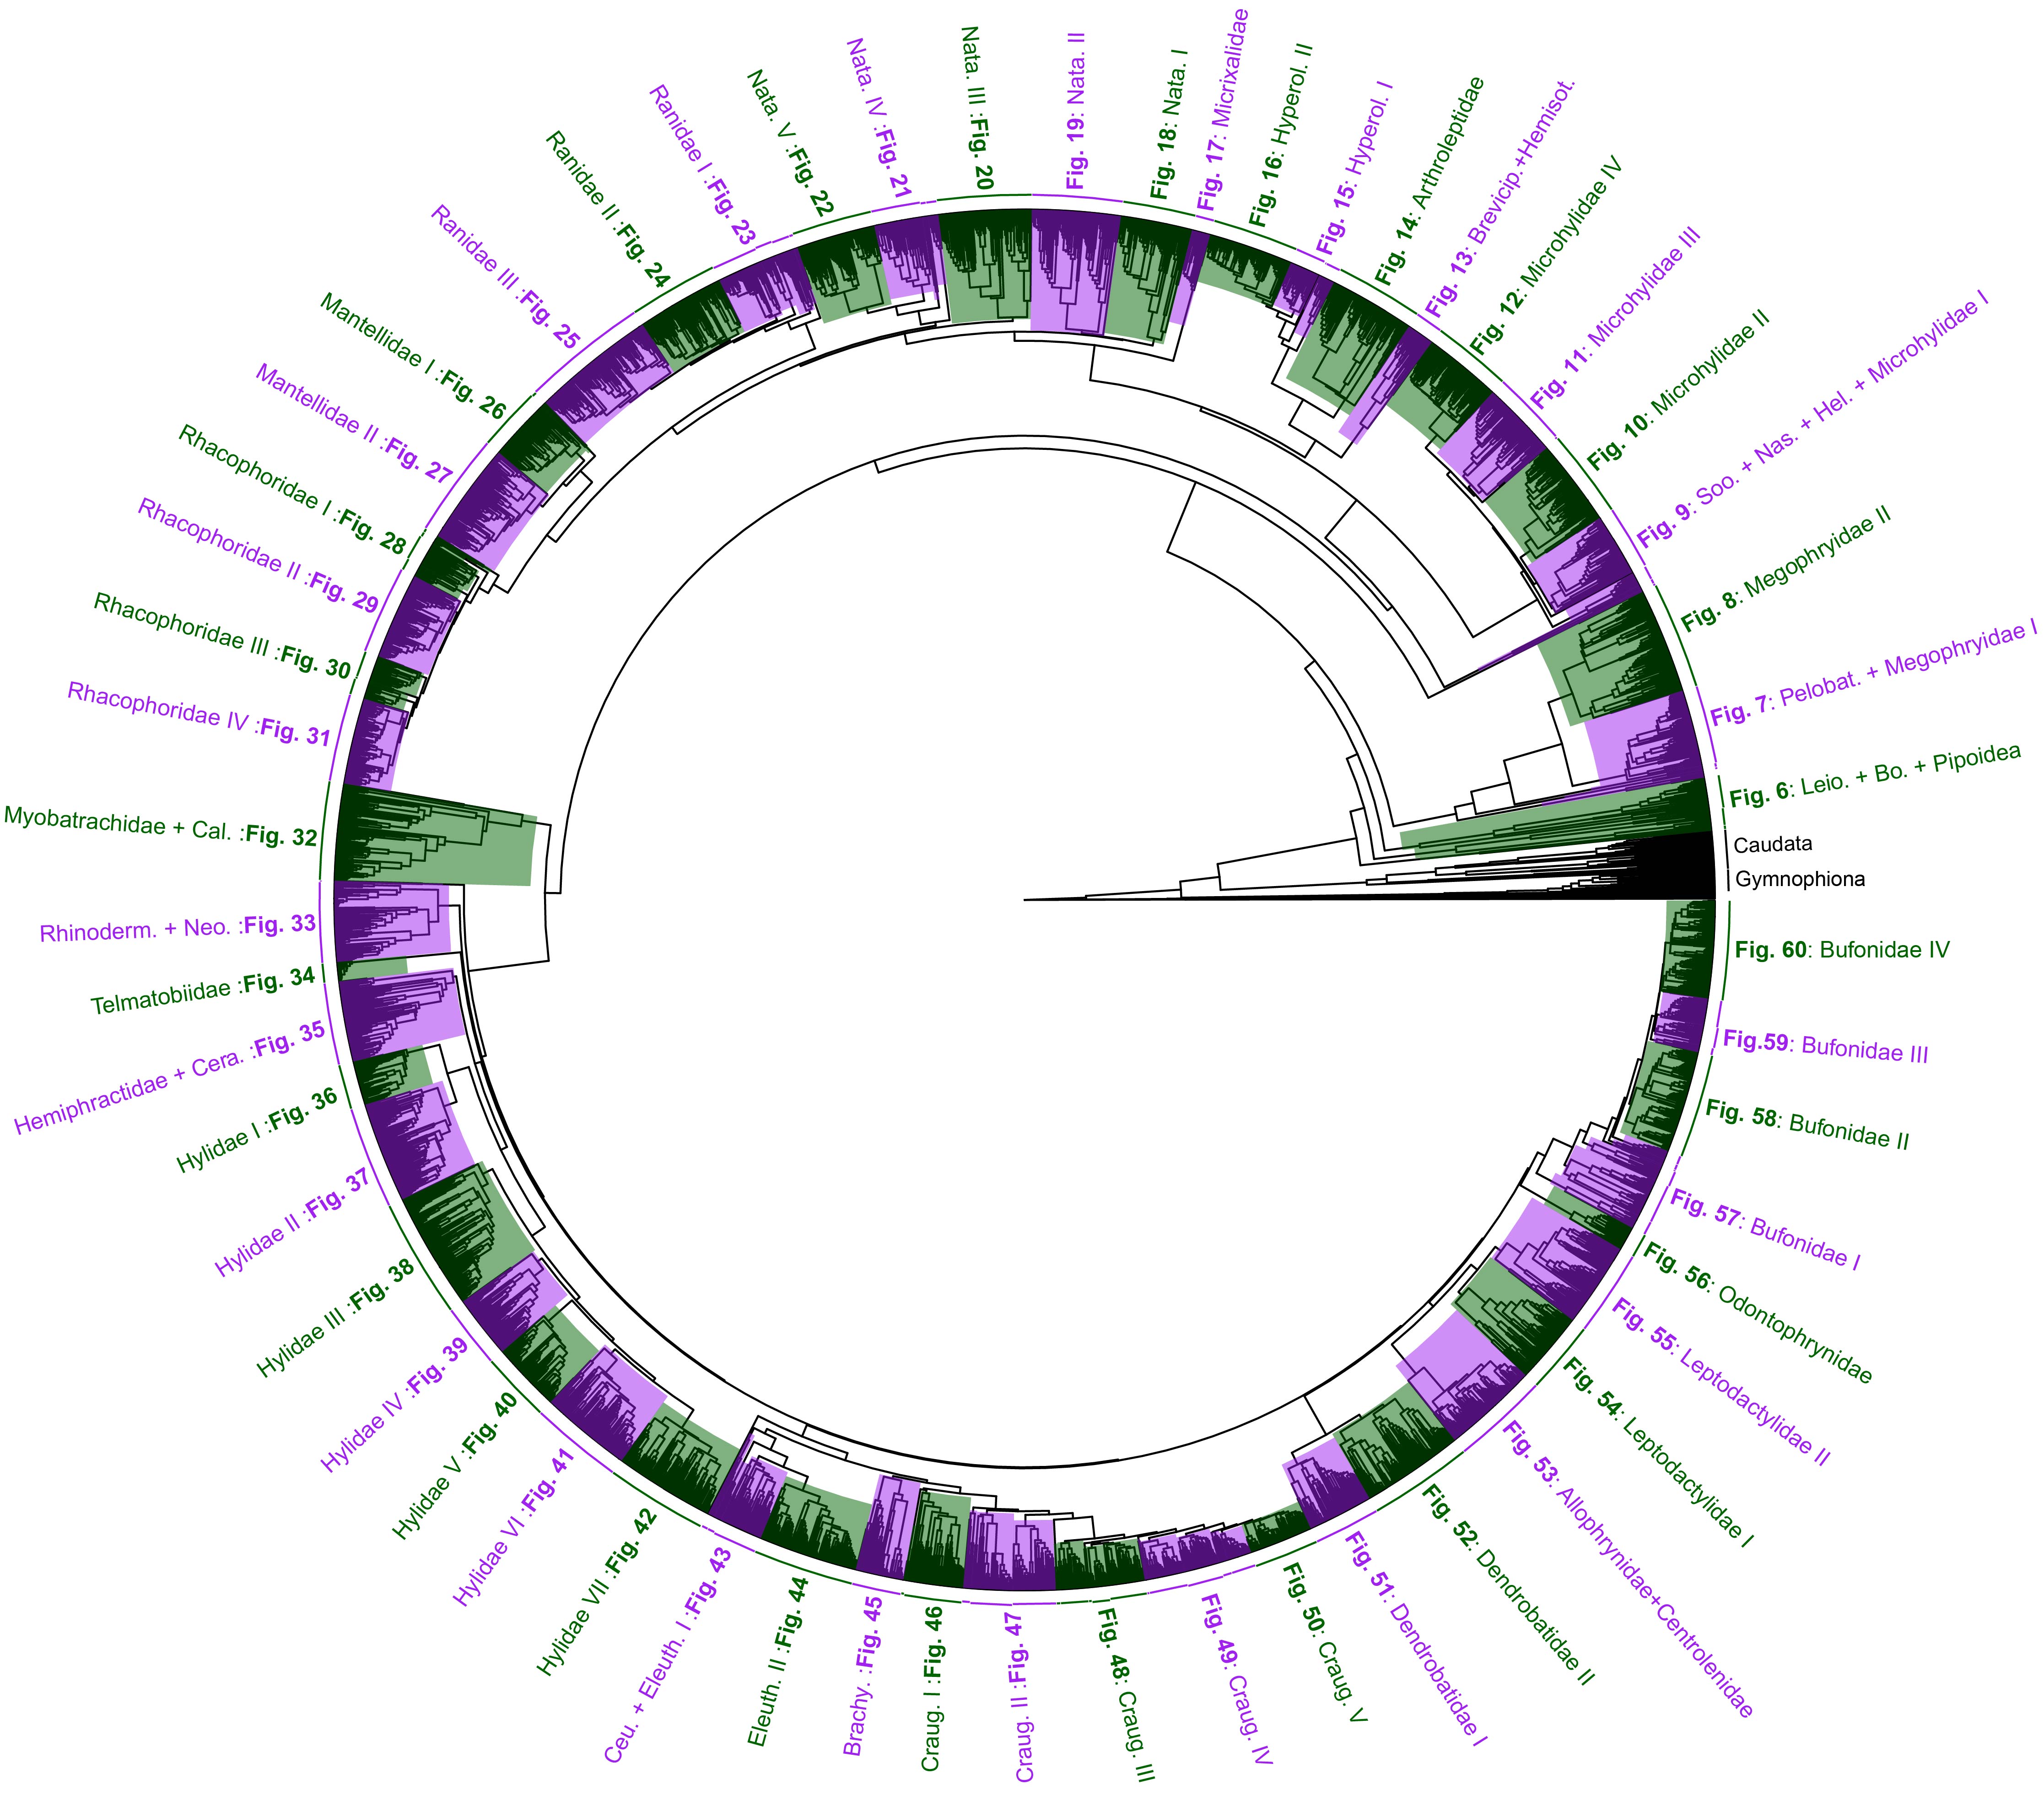 Fig. 6: Leio. + Bo. + Pipoidea
Fig. 7: Pelobat. + Megophryidae I
Fig. 8: Megophryidae II
Fig. 9: Soo. + Nas. + Hel. + Microhylidae I
Fig. 10: Microhylidae II
Fig. 11: Microhylidae III
Fig. 12: Microhylidae IV
Fig. 13: Brevicip.+Hemisot.
Fig. 14: Arthroleptidae
Fig. 15: Hyperol. I
Fig. 16: Hyperol. II
Fig. 17: Micrixalidae
Fig. 18: Nata. I
Fig. 19: Nata. II
Nata. III :Fig. 20
Nata. IV :Fig. 21
Nata. V :Fig. 22
Ranidae I :Fig. 23
Ranidae II :Fig. 24
Ranidae III :Fig. 25
Mantellidae I :Fig. 26
Mantellidae II :Fig. 27
Rhacophoridae I :Fig. 28
Rhacophoridae II :Fig. 29
Rhacophoridae III :Fig. 30
Rhacophoridae IV :Fig. 31
Myobatrachidae + Cal. :Fig. 32
Rhinoderm. + Neo. :Fig. 33
Telmatobiidae :Fig. 34
Hemiphractidae + Cera. :Fig. 35
Hylidae I :Fig. 36
Hylidae II :Fig. 37
Hylidae III :Fig. 38
Hylidae IV :Fig. 39
Hylidae V :Fig. 40
Hylidae VI :Fig. 41
Hylidae VII :Fig. 42
Ceu. + Eleuth. I :Fig. 43
Eleuth. II :Fig. 44
Brachy. :Fig. 45
Craug. I :Fig. 46
Craug. II :Fig. 47
Fig. 48: Craug. III
Fig. 49: Craug. IV
Fig. 50: Craug. V
Fig. 51: Dendrobatidae I
Fig. 52: Dendrobatidae II
Fig. 53: Allophrynidae+Centrolenidae
Fig. 54: Leptodactylidae I
Fig. 55: Leptodactylidae II
Fig. 56: Odontophrynidae
Fig. 57: Bufonidae I
Fig. 58: Bufonidae II
Fig.59: Bufonidae III
Fig. 60: Bufonidae IV
Caudata
Gymnophiona